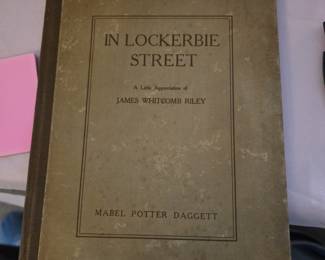 IN LOCKERBIE
STREET
A Little Appreciation of
JAMES WHITCOMB RILEY
MABEL POTTER DAGGETT